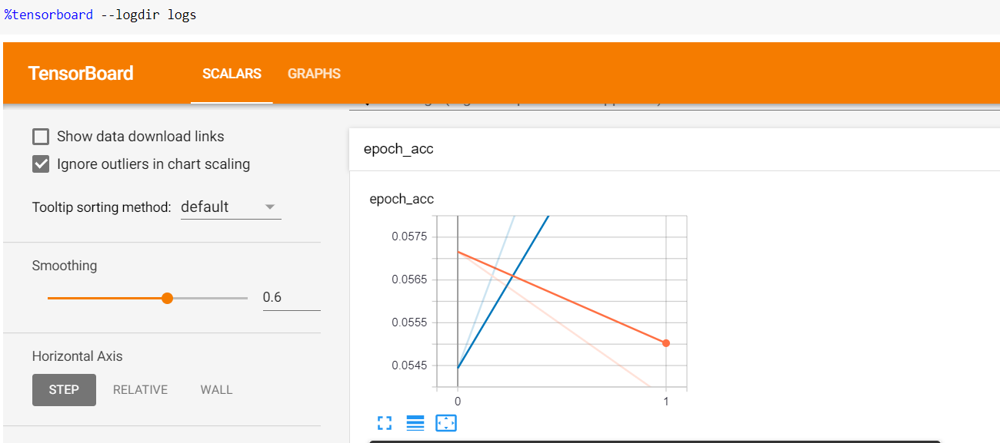 %tensorboard --logdir logs
TensorBoard
SCALARS
GRAPHS
Show data download links
Ignore outliers in chart scaling
Tooltip sorting method: default
Smoothing
0.6
Horizontal Axis
STEP
RELATIVE
WALL
epoch_acc
epoch_acc
0.0575
0.0565
0.0555
0.0545
0
1